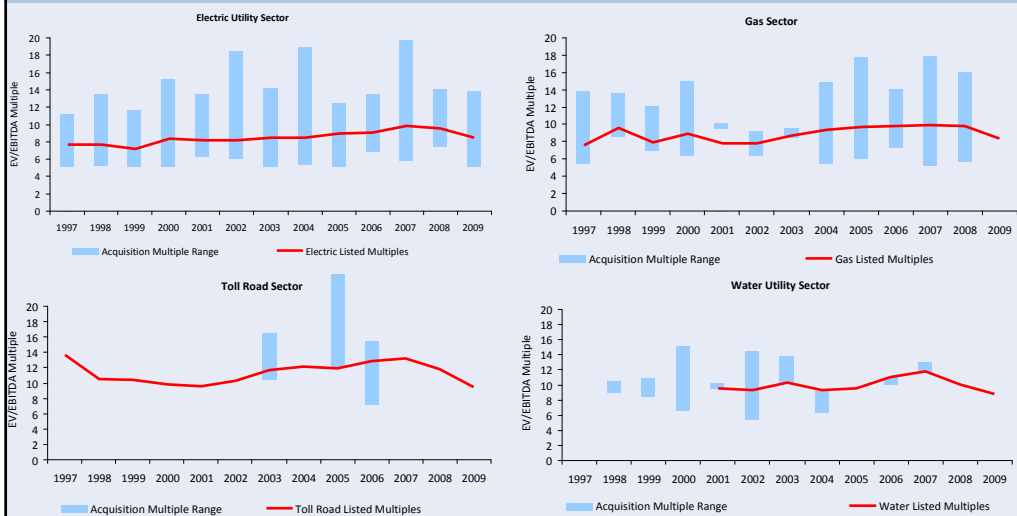 Electric Utility Sector
EV/EBITDA Multiple
20
18
16
14
12
10
8
6
4
2
0
1997 1998 1999 2000 2001 2002 2003 2004 2005 2006 2007 2008 2009
Acquisition Multiple Range Electric Listed Multiples
Gas Sector
EV/EBITDA Multiple
20
18
16
14
12
10
8
6
4
2
0
1997 1998 1999 2000 2001 2002 2003 2004 2005 2006 2007 2008 2009
Acquisition Multiple Range Gas Listed Multiples
Toll Road Sector
EV/EBITDA Multiple
20
18
16
14
12
10
8
6
4
2
0
1997 1998 1999 2000 2001 2002 2003 2004 2005 2006 2007 2008 2009
Acquisition Multiple Range Toll Road Listed Multiples
Water Utility Sector
EV/EBITDA Multiple
20
18
16
14
12
10
8
6
4
2
0
1997 1998 1999 2000 2001 2002 2003 2004 2005 2006 2007 2008 2009
Acquisition Multiple Range Water Listed Multiples